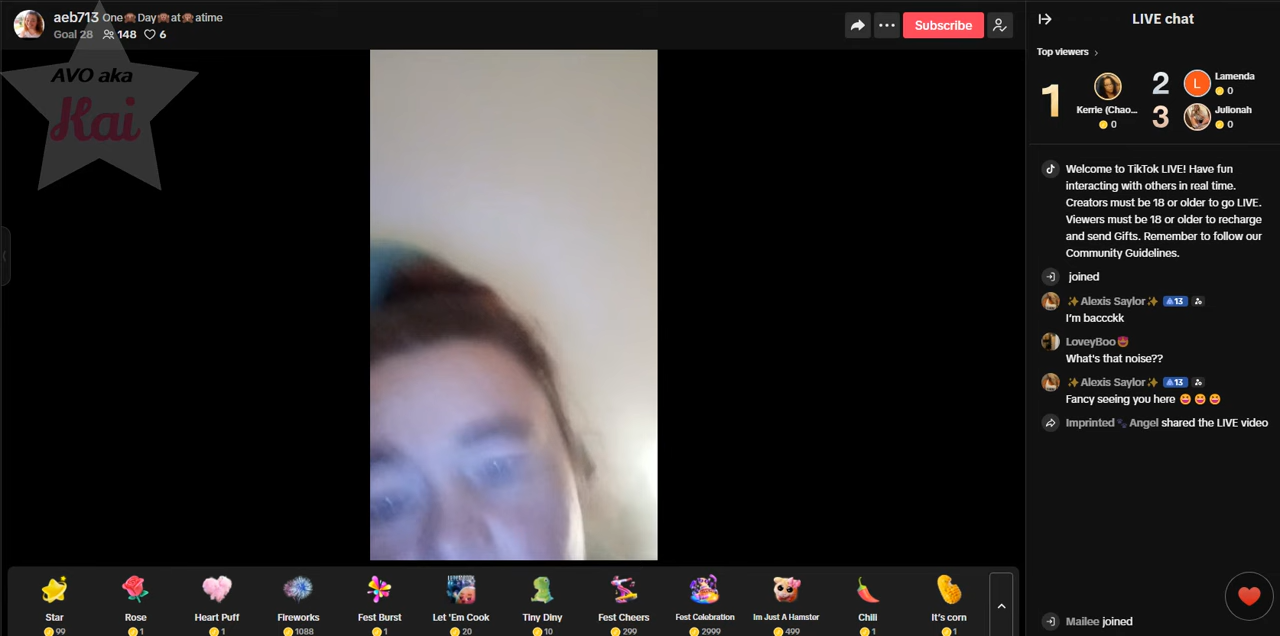 aeb713 One🙈Day🙈at🙈atime
Goal 28 148 6
AVO aka
Kai
Subscribe
LIVE chat
Top viewers
1
Kerrie (Chao...
0
2
L
Lamenda
0
3
Julionah
0
Welcome to TikTok LIVE! Have fun
interacting with others in real time.
Creators must be 18 or older to go LIVE.
Viewers must be 18 or older to recharge
and send Gifts. Remember to follow our
Community Guidelines.
joined
✨Alexis Saylor✨ 13
I'm baccckk
LoveyBoo
What's that noise??
✨Alexis Saylor✨ 13
Fancy seeing you here 😝😝😝
Imprinted🐾Angel shared the LIVE video
Mailee joined
Star Rose Heart Puff Fireworks Fest Burst Let 'Em Cook Tiny Diny Fest Cheers Fest Celebration Im Just A Hamster Chili It's corn
99 1 1 1088 1 20 10 299 2999 499 1 1